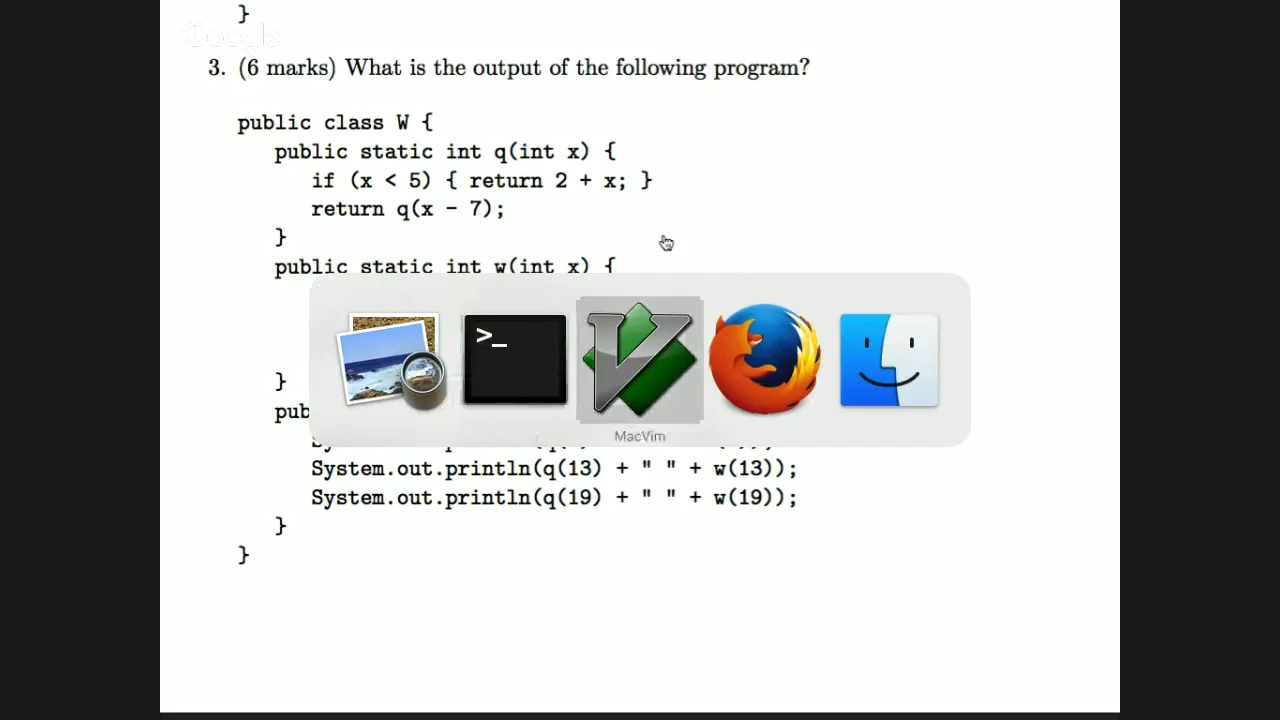 }
Google
3. (6 marks) What is the output of the following program?
public class W {
public static int q(int x) {
if (x < 5) { return 2 + x; }
return q(x - 7);
}
public static int w(int x) {
>_
}
pub
MacVim
System.out.println(q(13) + " " + w(13));
System.out.println(q(19) + " " + w(19));
}
}